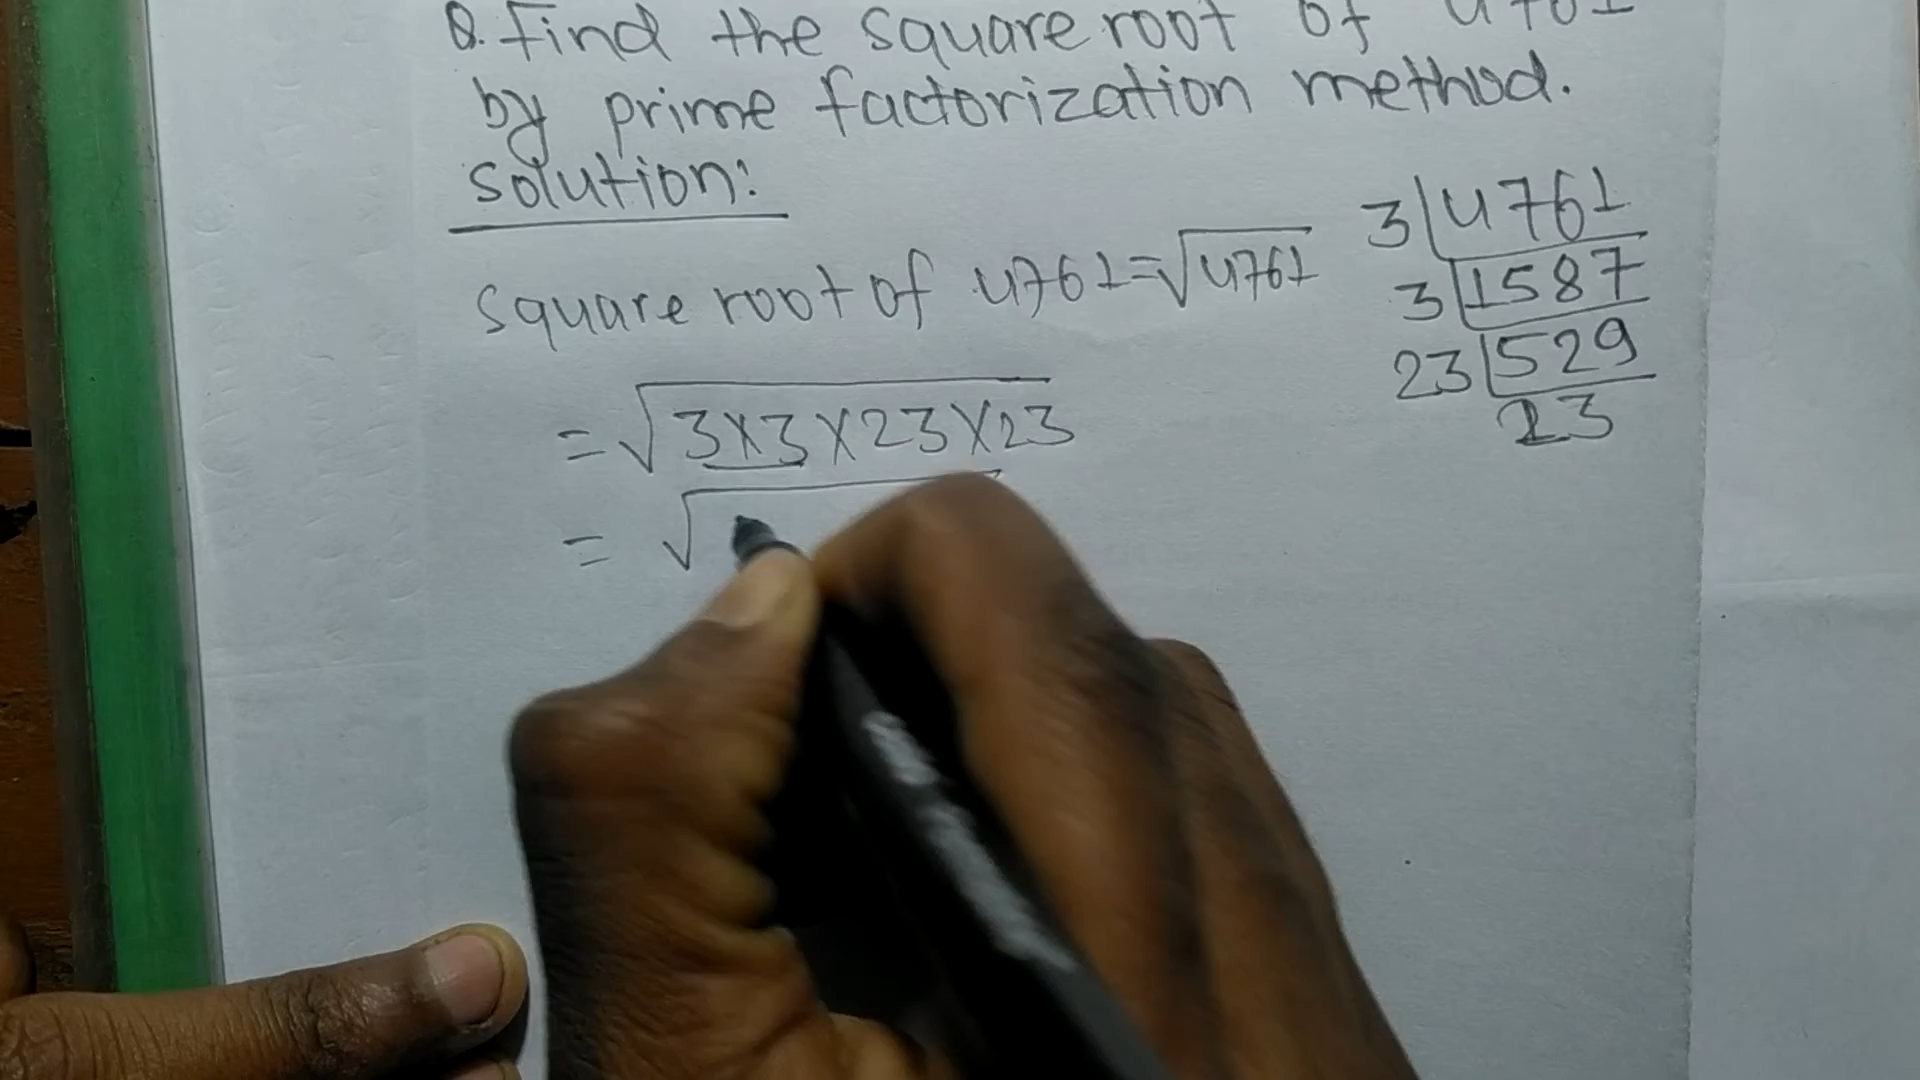 Q. Find the square root of 4761
by prime factorization method.
solution:
square root of 4761=√4761
= √3×3×23×23
= √
3 4761
3 1587
23 529
23